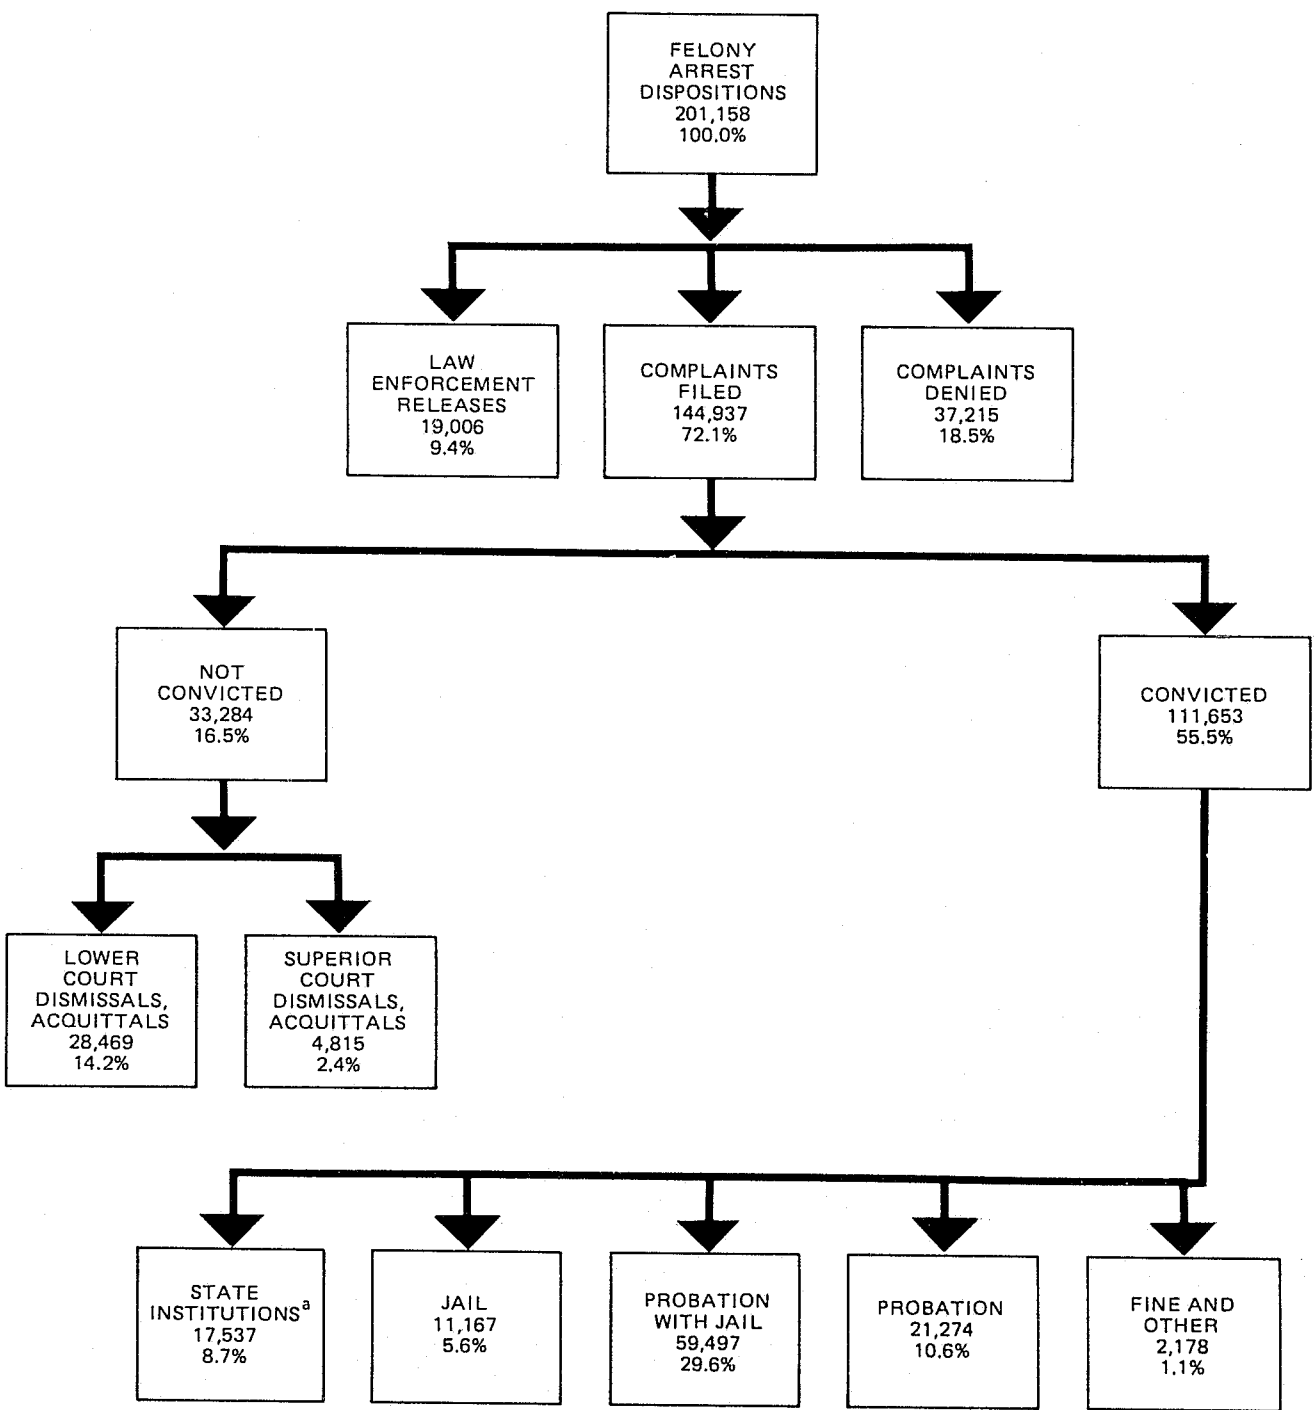 FELONY
ARREST
DISPOSITIONS
201,158
100.0%
LAW
ENFORCEMENT
RELEASES
19,006
9.4%
COMPLAINTS
FILED
144,937
72.1%
COMPLAINTS
DENIED
37,215
18.5%
NOT
CONVICTED
33,284
16.5%
CONVICTED
111,653
55.5%
LOWER
COURT
DISMISSALS,
ACQUITTALS
28,469
14.2%
SUPERIOR
COURT
DISMISSALS,
ACQUITTALS
4,815
2.4%
STATE
INSTITUTIONSᵃ
17,537
8.7%
JAIL
11,167
5.6%
PROBATION
WITH JAIL
59,497
29.6%
PROBATION
21,274
10.6%
FINE AND
OTHER
2,178
1.1%